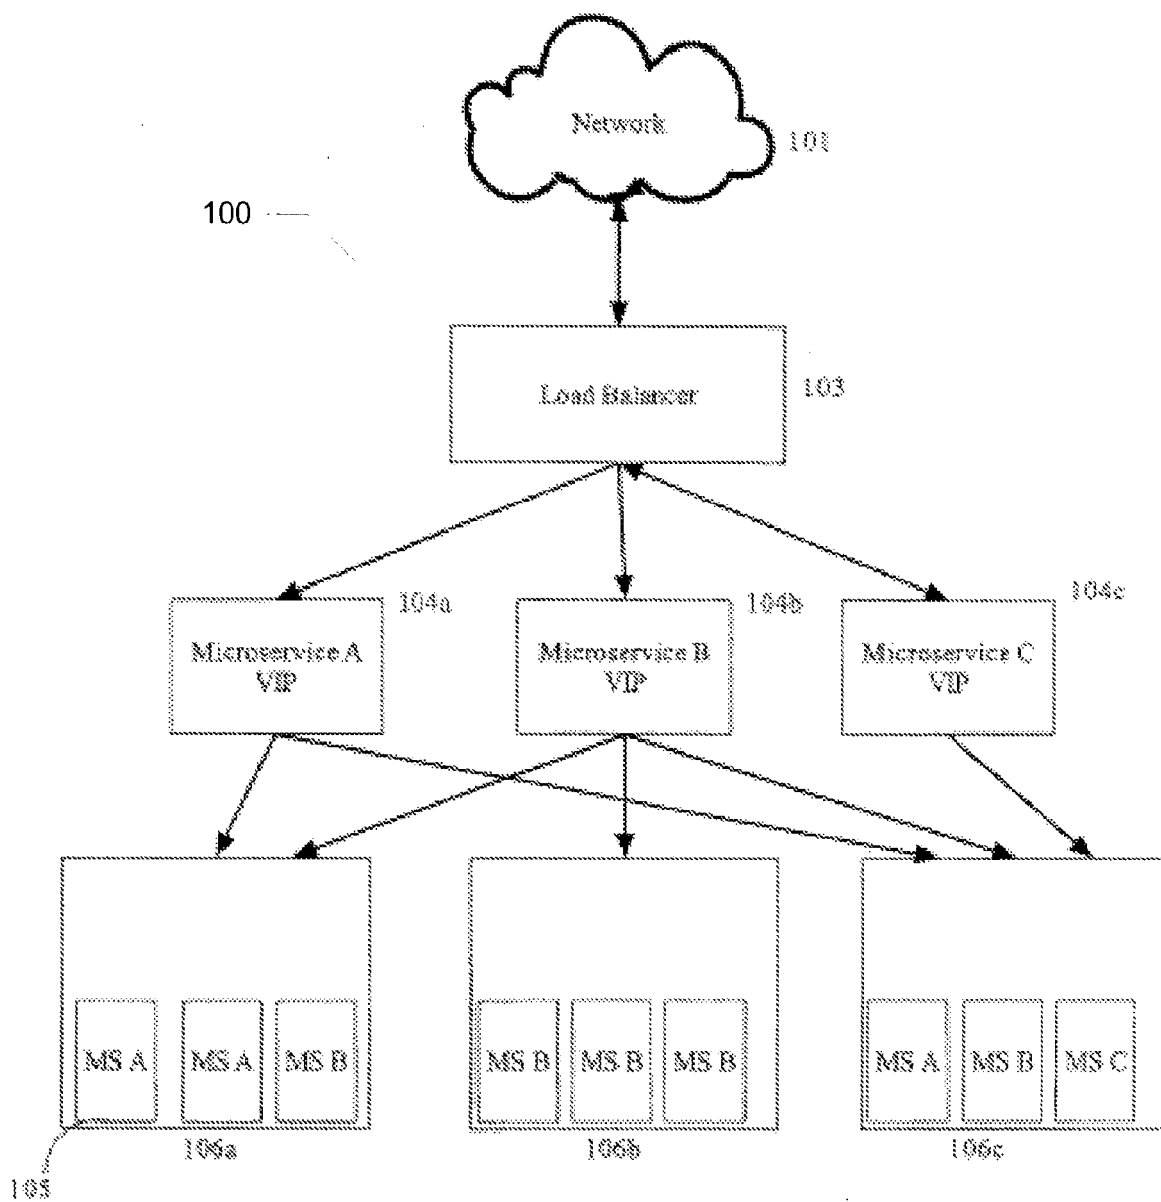 Network
101
100
Load Balancer
103
104a
104b
104c
Microservice A
VIP
Microservice B
VIP
Microservice C
VIP
MS A
MS A
MS B
MS B
MS B
MS B
MS A
MS B
MS C
106a
106b
106c
105